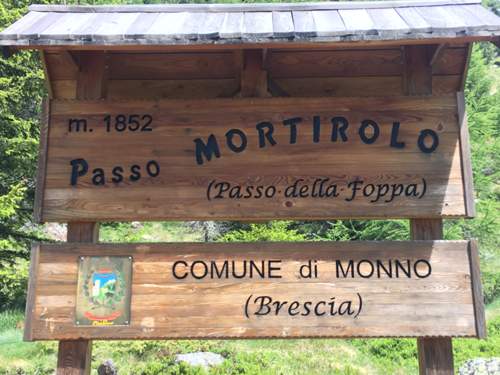 m. 1852
Passo MORTIROLO
(Passo della Foppa)
COMUNE di MONNO
(Brescia)